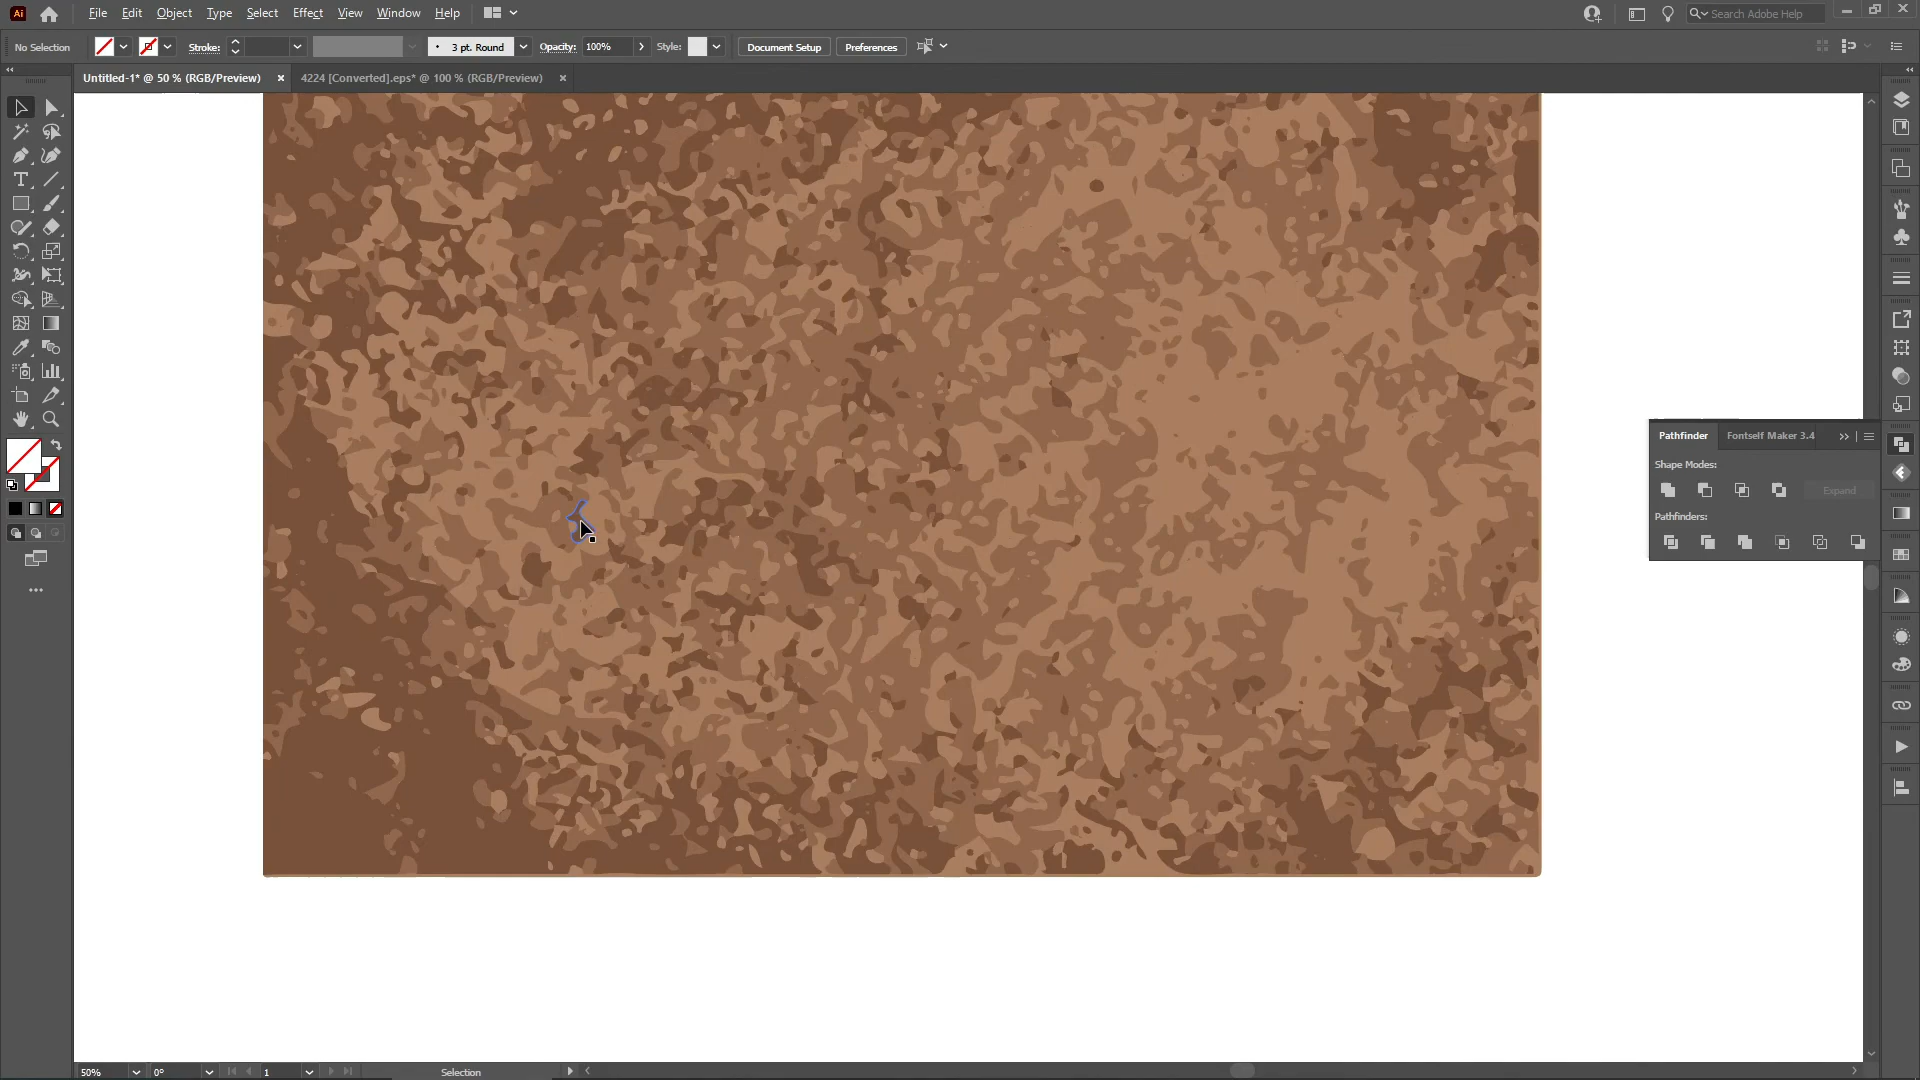 Ai File Edit Object Type Select Effect View Window Help Search Adobe Help
No Selection Stroke: 3 pt. Round Opacity: 100% Style: Document Setup Preferences
Untitled-1* @ 50 % (RGB/Preview) 4224 [Converted].eps* @ 100 % (RGB/Preview)
Pathfinder Fontself Maker 3.4
Shape Modes:
Expand
Pathfinders:
50% 0° 1 Selection